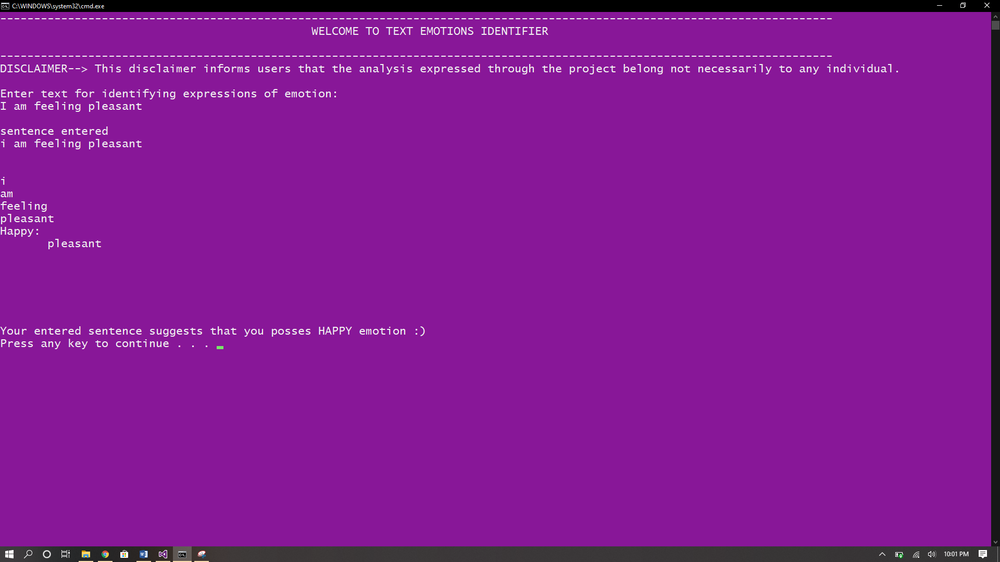 C:\WINDOWS\system32\cmd.exe
---------------------------------------------------------------------------------------------------------------------------
WELCOME TO TEXT EMOTIONS IDENTIFIER
---------------------------------------------------------------------------------------------------------------------------
DISCLAIMER--> This disclaimer informs users that the analysis expressed through the project belong not necessarily to any individual.
Enter text for identifying expressions of emotion:
I am feeling pleasant
sentence entered
i am feeling pleasant
i
am
feeling
pleasant
Happy:
pleasant
Your entered sentence suggests that you posses HAPPY emotion :)
Press any key to continue . . .
10:01 PM